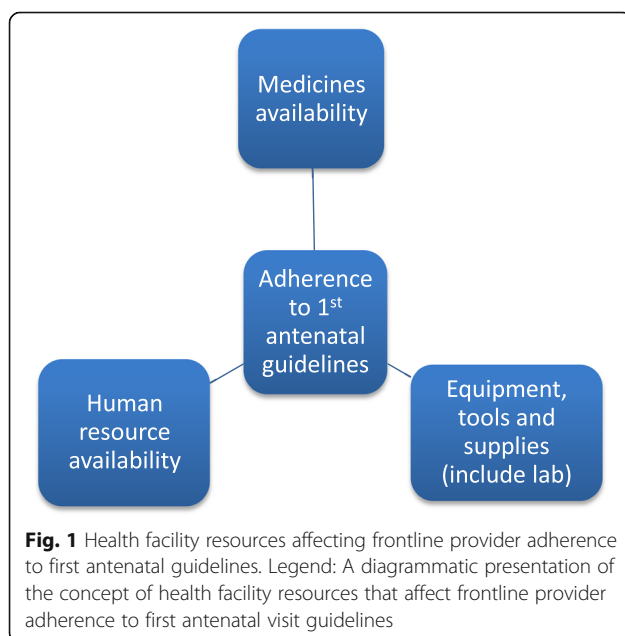 Medicines
availability
Adherence
to 1st
antenatal
guidelines
Human
resource
availability
Equipment,
tools and
supplies
(include lab)
Fig. 1 Health facility resources affecting frontline provider adherence
to first antenatal guidelines. Legend: A diagrammatic presentation of
the concept of health facility resources that affect frontline provider
adherence to first antenatal visit guidelines